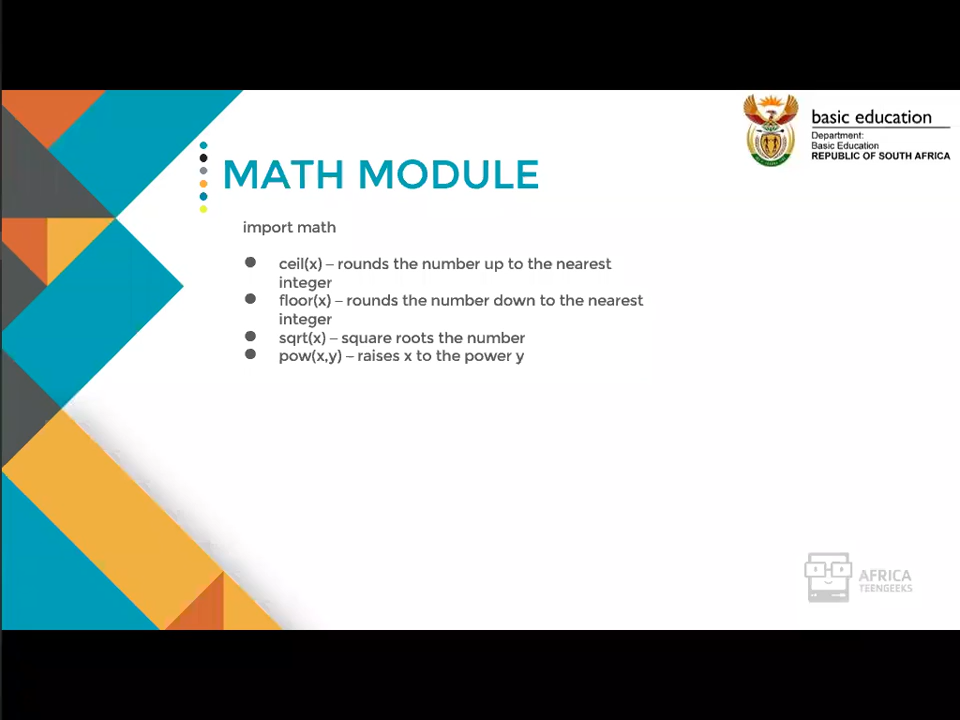 basic education
Department:
Basic Education
REPUBLIC OF SOUTH AFRICA
MATH MODULE
import math
● ceil(x) – rounds the number up to the nearest
integer
● floor(x) – rounds the number down to the nearest
integer
● sqrt(x) – square roots the number
● pow(x,y) – raises x to the power y
AFRICA
TEENGEEKS